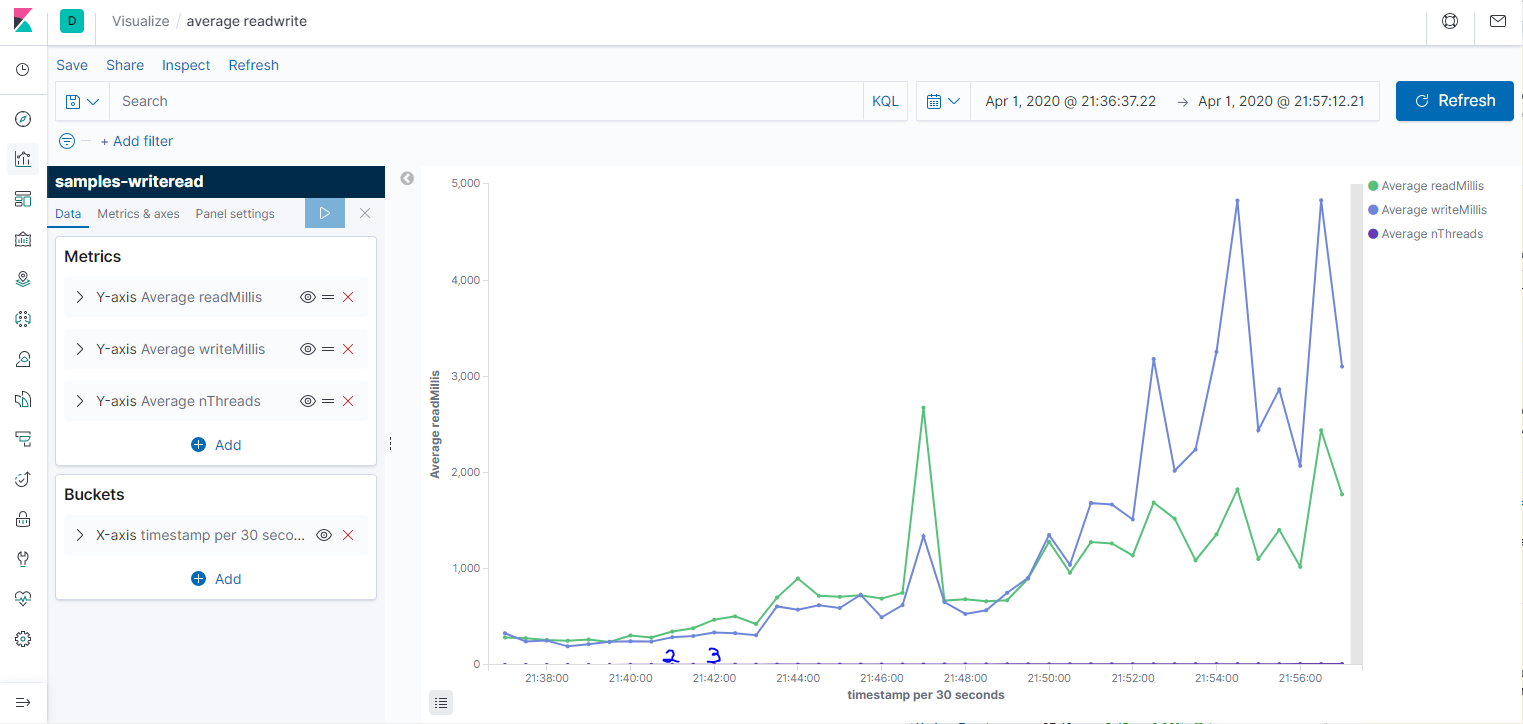 D Visualize / average readwrite
Save Share Inspect Refresh
Search KQL Apr 1, 2020 @ 21:36:37.22 → Apr 1, 2020 @ 21:57:12.21 Refresh
+ Add filter
samples-writeread
Data Metrics & axes Panel settings
Metrics
Y-axis Average readMillis
Y-axis Average writeMillis
Y-axis Average nThreads
Add
Buckets
X-axis timestamp per 30 seco...
Add
Average readMillis
5,000
4,000
3,000
2,000
1,000
0
2 3
21:38:00 21:40:00 21:42:00 21:44:00 21:46:00 21:48:00 21:50:00 21:52:00 21:54:00 21:56:00
timestamp per 30 seconds
Average readMillis
Average writeMillis
Average nThreads